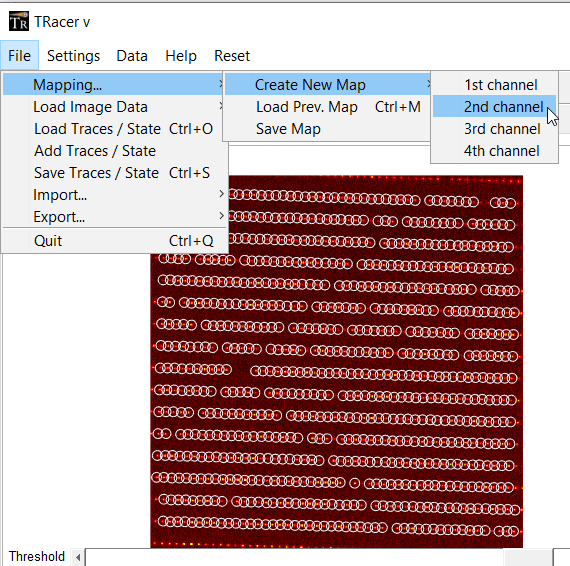 TR TRacer v
File Settings Data Help Reset
Mapping... Create New Map 1st channel
Load Image Data Load Prev. Map Ctrl+M 2nd channel
Load Traces / State Ctrl+O Save Map 3rd channel
Add Traces / State 4th channel
Save Traces / State Ctrl+S
Import...
Export...
Quit Ctrl+Q
Threshold